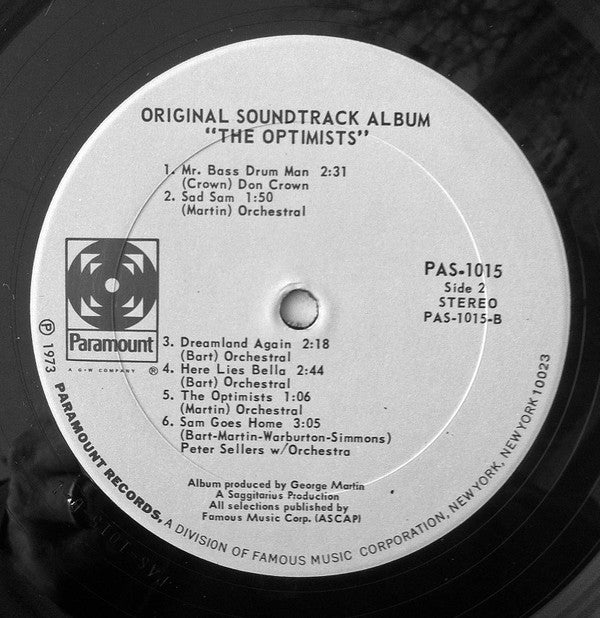 ORIGINAL SOUNDTRACK ALBUM
"THE OPTIMISTS"
1. Mr. Bass Drum Man 2:31
(Crown) Don Crown
2. Sad Sam 1:50
(Martin) Orchestral
PAS-1015
Side 2
STEREO
PAS-1015-B
Paramount
A G+W COMPANY ®
3. Dreamland Again 2:18
(Bart) Orchestral
4. Here Lies Bella 2:44
(Bart) Orchestral
5. The Optimists 1:06
(Martin) Orchestral
6. Sam Goes Home 3:05
(Bart-Martin-Warburton-Simmons)
Peter Sellers w/Orchestra
Album produced by George Martin
A Saggitarius Production
All selections published by
Famous Music Corp. (ASCAP)
℗ 1973 PARAMOUNT RECORDS, A DIVISION OF FAMOUS MUSIC CORPORATION, NEW YORK, NEW YORK 10023